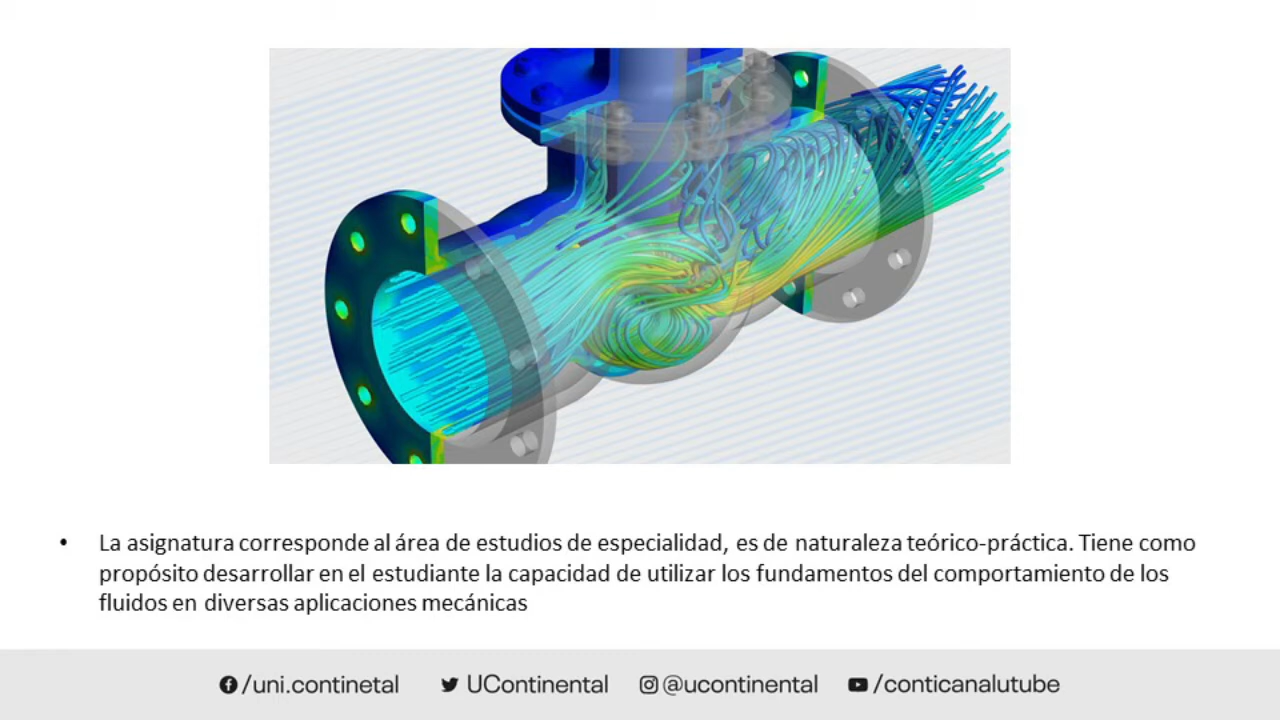 • La asignatura corresponde al área de estudios de especialidad, es de naturaleza teórico-práctica. Tiene como
propósito desarrollar en el estudiante la capacidad de utilizar los fundamentos del comportamiento de los
fluidos en diversas aplicaciones mecánicas
/uni.continetal UContinental @ucontinental /conticanalutube